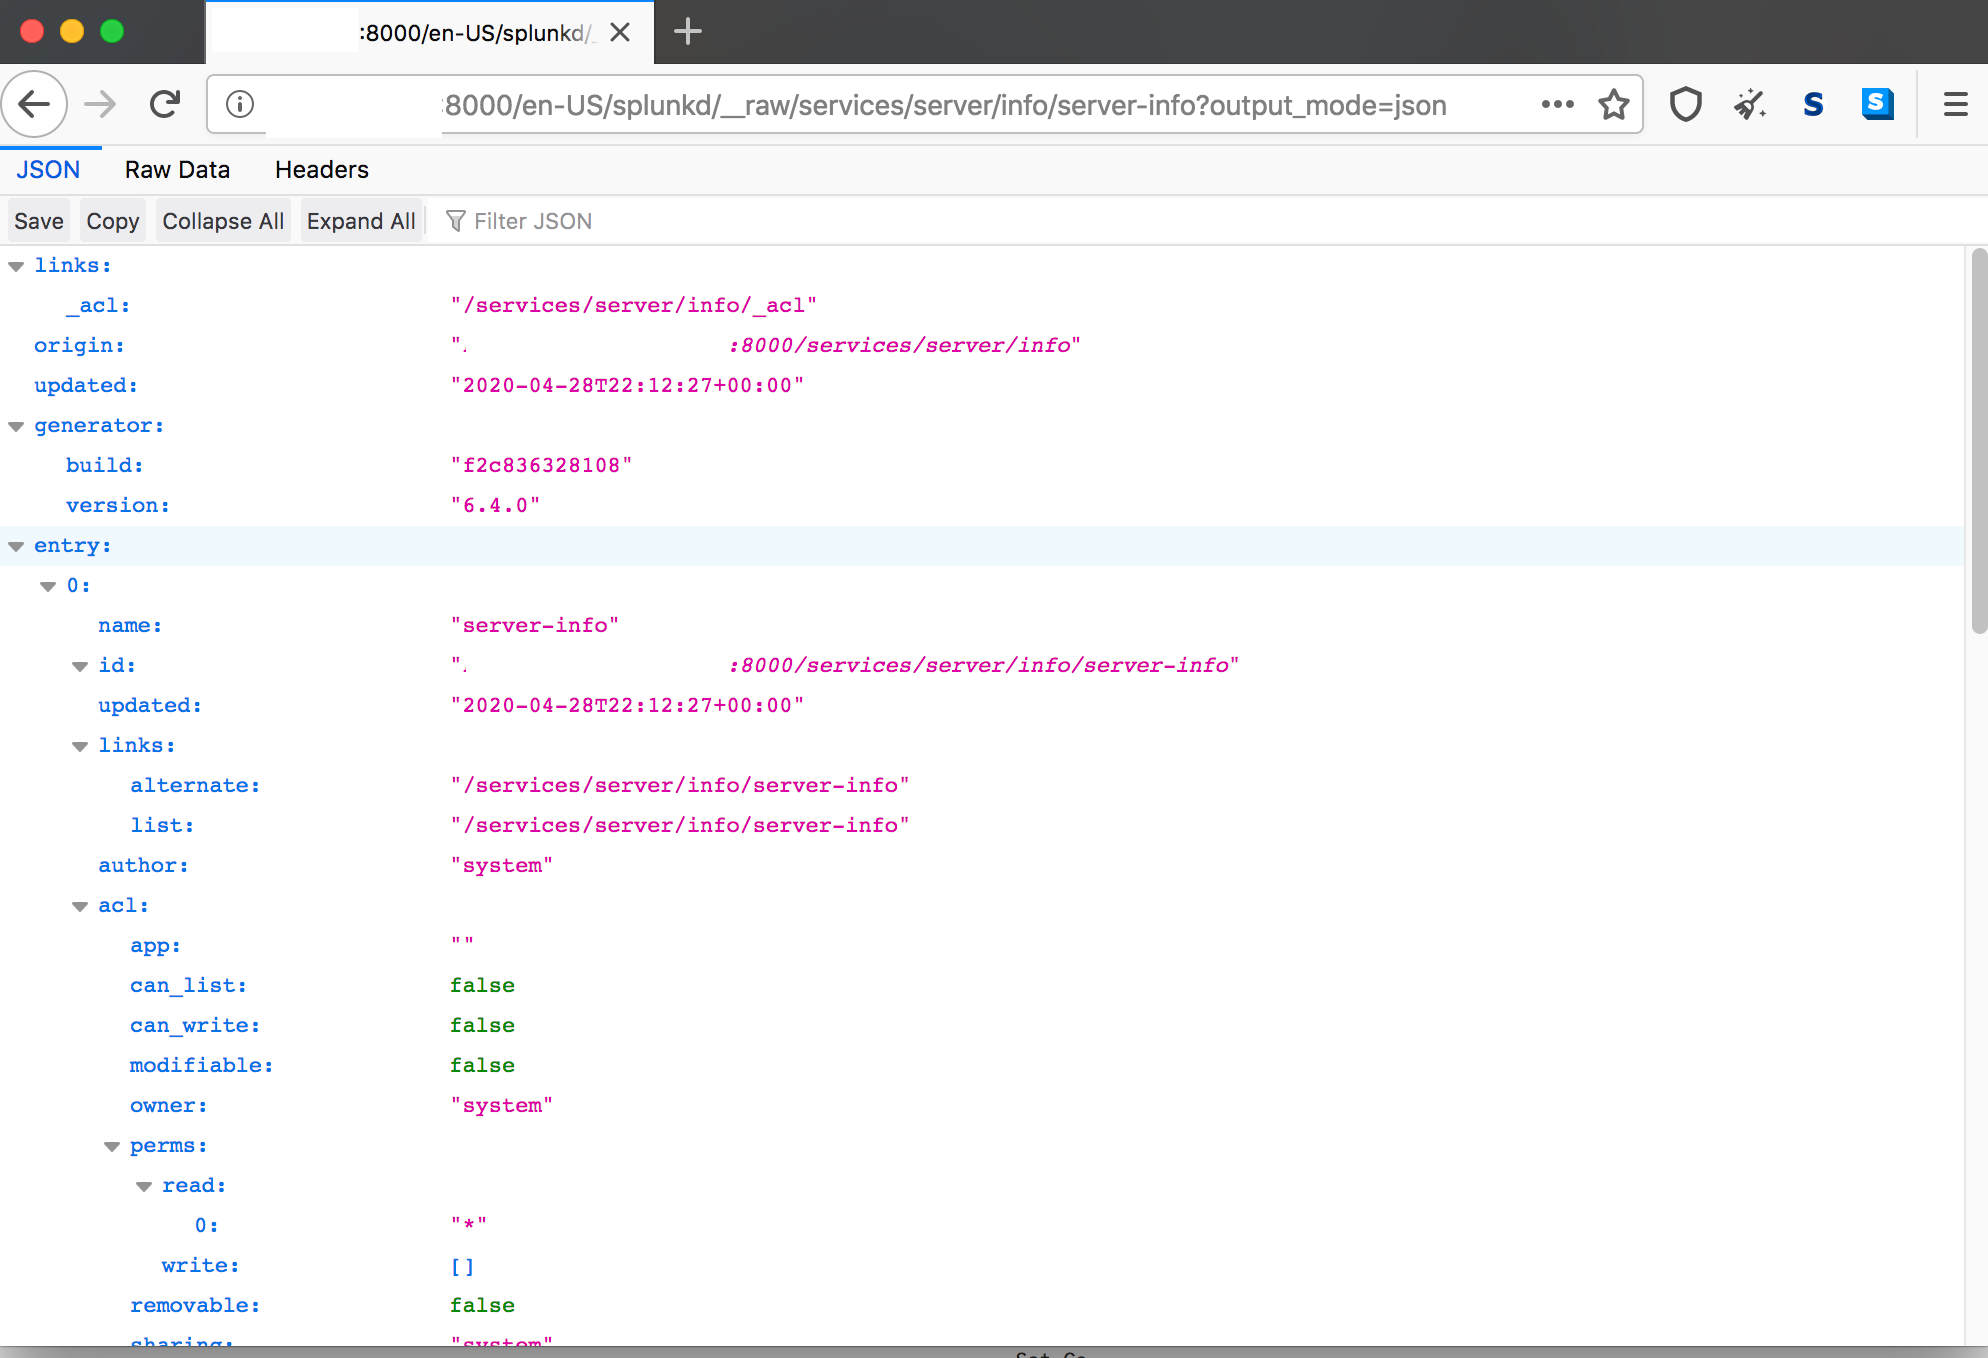 :8000/en-US/splunkd/_
:8000/en-US/splunkd/__raw/services/server/info/server-info?output_mode=json
S S
JSON Raw Data Headers
Save Copy Collapse All Expand All Filter JSON
links:
_acl: "/services/server/info/_acl"
origin: " :8000/services/server/info"
updated: "2020-04-28T22:12:27+00:00"
generator:
build: "f2c836328108"
version: "6.4.0"
entry:
0:
name: "server-info"
id: " :8000/services/server/info/server-info"
updated: "2020-04-28T22:12:27+00:00"
links:
alternate: "/services/server/info/server-info"
list: "/services/server/info/server-info"
author: "system"
acl:
app: ""
can_list: false
can_write: false
modifiable: false
owner: "system"
perms:
read:
0: "*"
write: []
removable: false
sharing: "system"